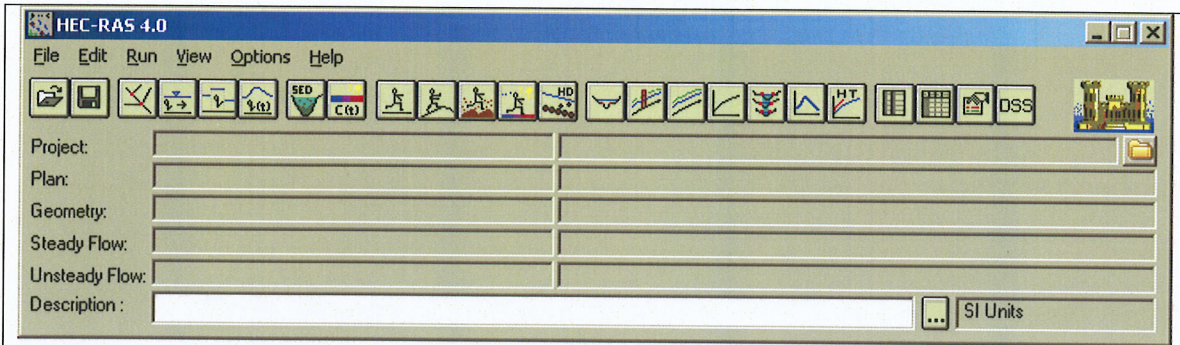 HEC-RAS 4.0
File Edit Run View Options Help
SED C(t) HD HT DSS
Project:
Plan:
Geometry:
Steady Flow:
Unsteady Flow:
Description :
... SI Units